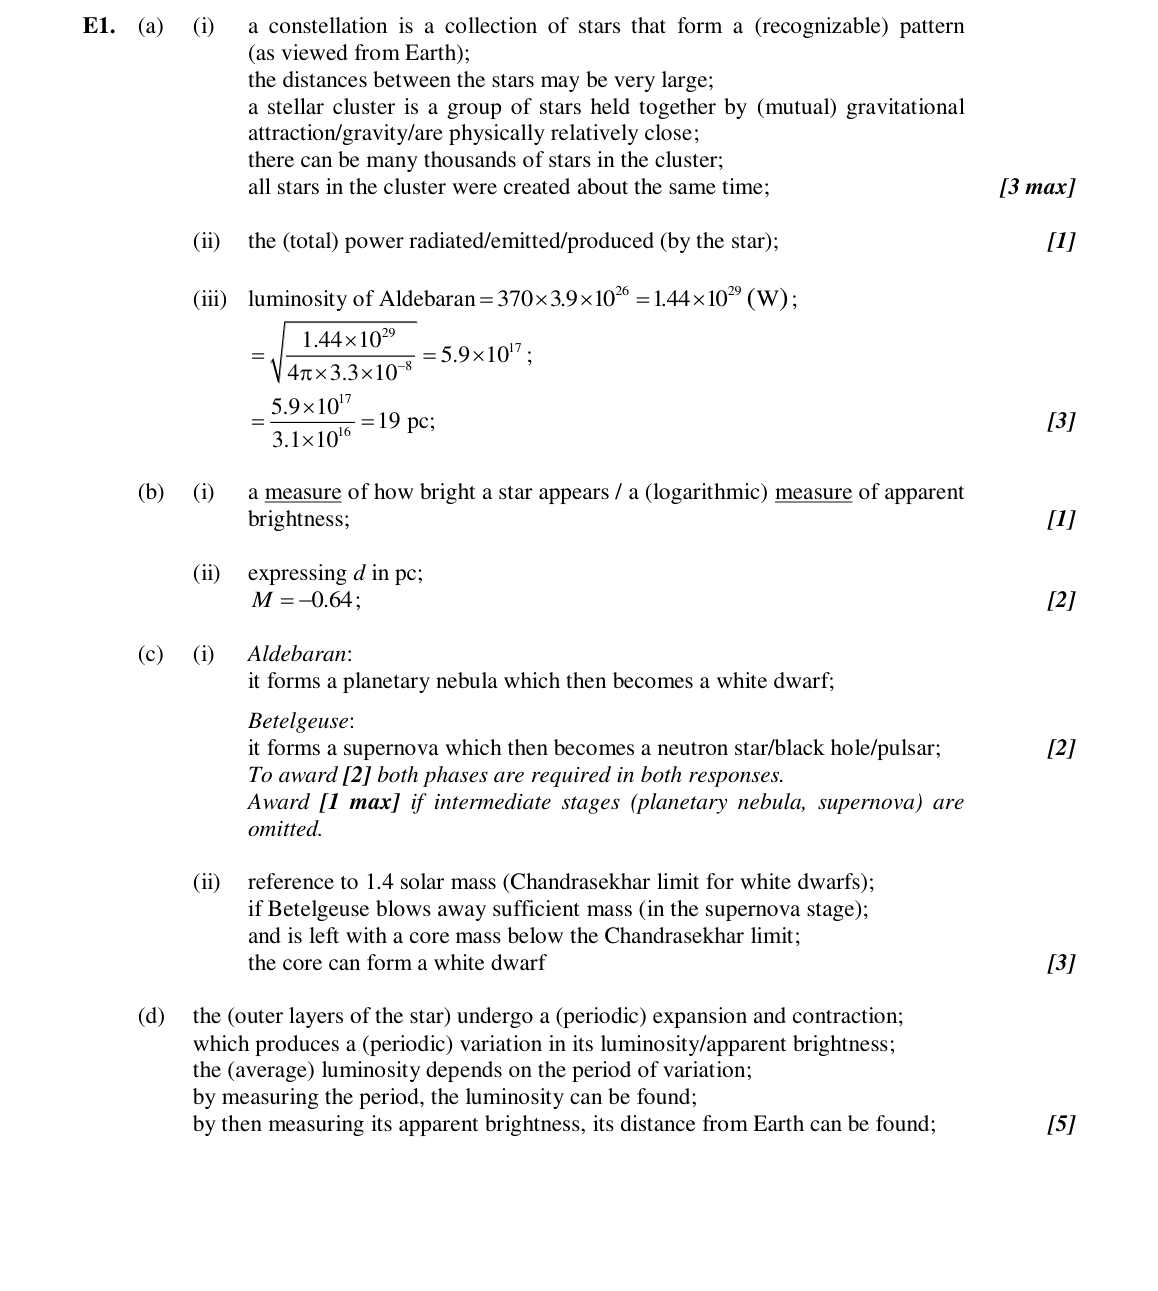 E1. (a) (i) a constellation is a collection of stars that form a (recognizable) pattern
(as viewed from Earth);
the distances between the stars may be very large;
a stellar cluster is a group of stars held together by (mutual) gravitational
attraction/gravity/are physically relatively close;
there can be many thousands of stars in the cluster;
all stars in the cluster were created about the same time; [3 max]
(ii) the (total) power radiated/emitted/produced (by the star); [1]
(iii) luminosity of Aldebaran = 370×3.9×10²⁶ = 1.44×10²⁹ (W);
= √(1.44×10²⁹ / 4π×3.3×10⁻⁸) = 5.9×10¹⁷;
= 5.9×10¹⁷ / 3.1×10¹⁶ = 19 pc; [3]
(b) (i) a measure of how bright a star appears / a (logarithmic) measure of apparent
brightness; [1]
(ii) expressing d in pc;
M = –0.64; [2]
(c) (i) Aldebaran:
it forms a planetary nebula which then becomes a white dwarf;
Betelgeuse:
it forms a supernova which then becomes a neutron star/black hole/pulsar; [2]
To award [2] both phases are required in both responses.
Award [1 max] if intermediate stages (planetary nebula, supernova) are
omitted.
(ii) reference to 1.4 solar mass (Chandrasekhar limit for white dwarfs);
if Betelgeuse blows away sufficient mass (in the supernova stage);
and is left with a core mass below the Chandrasekhar limit;
the core can form a white dwarf [3]
(d) the (outer layers of the star) undergo a (periodic) expansion and contraction;
which produces a (periodic) variation in its luminosity/apparent brightness;
the (average) luminosity depends on the period of variation;
by measuring the period, the luminosity can be found;
by then measuring its apparent brightness, its distance from Earth can be found; [5]